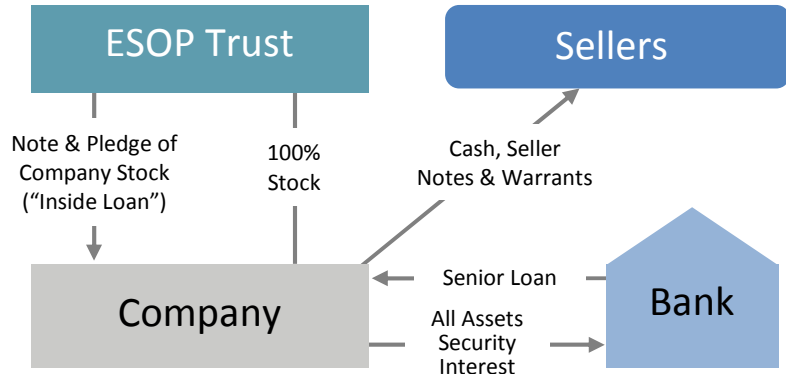 ESOP Trust
Sellers
Note & Pledge of
Company Stock
(“Inside Loan”)
100%
Stock
Cash, Seller
Notes & Warrants
Company
Senior Loan
All Assets
Security
Interest
Bank